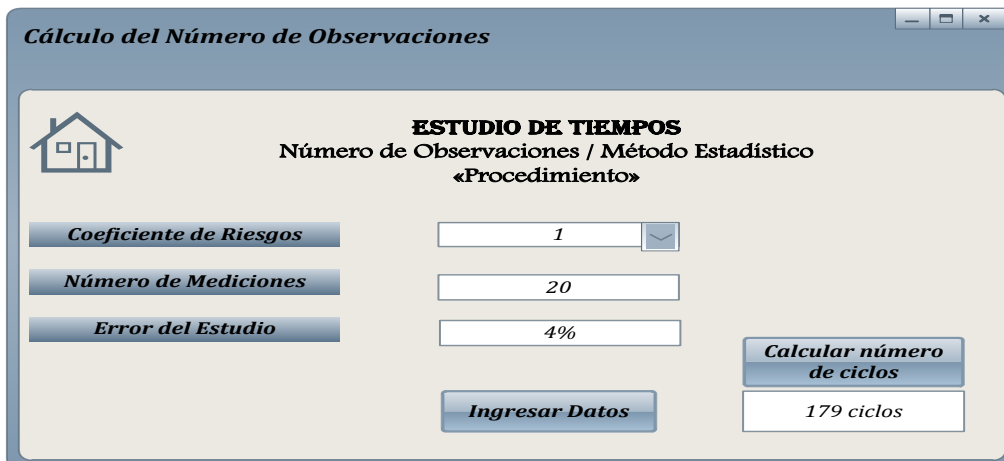 Cálculo del Número de Observaciones
ESTUDIO DE TIEMPOS
Número de Observaciones / Método Estadístico
«Procedimiento»
Coeficiente de Riesgos
1
Número de Mediciones
20
Error del Estudio
4%
Calcular número
de ciclos
Ingresar Datos
179 ciclos